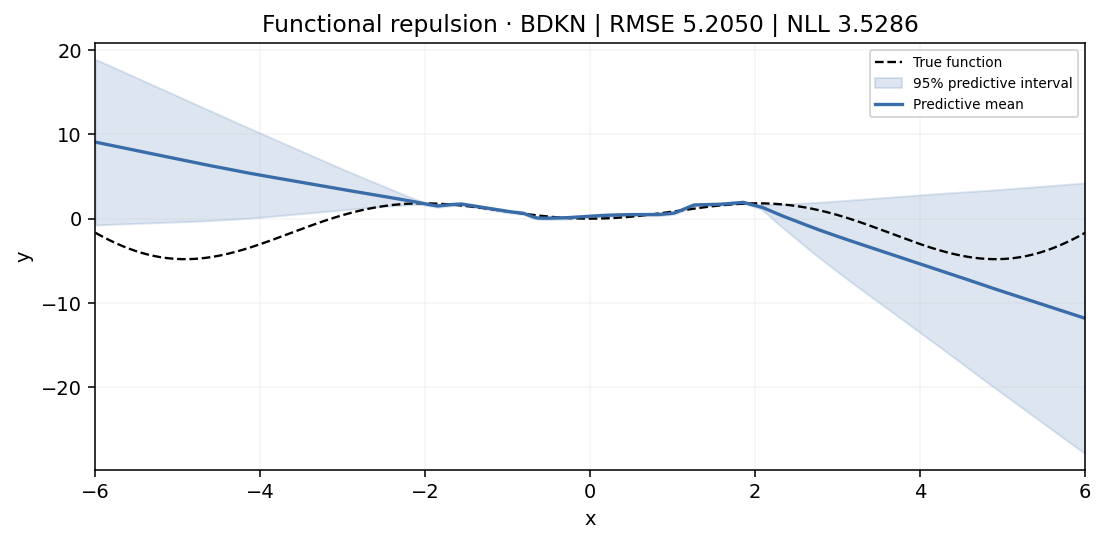 Functional repulsion · BDKN | RMSE 5.2050 | NLL 3.5286
True function
95% predictive interval
Predictive mean
20
10
0
−10
−20
y
−6 −4 −2 0 2 4 6
x